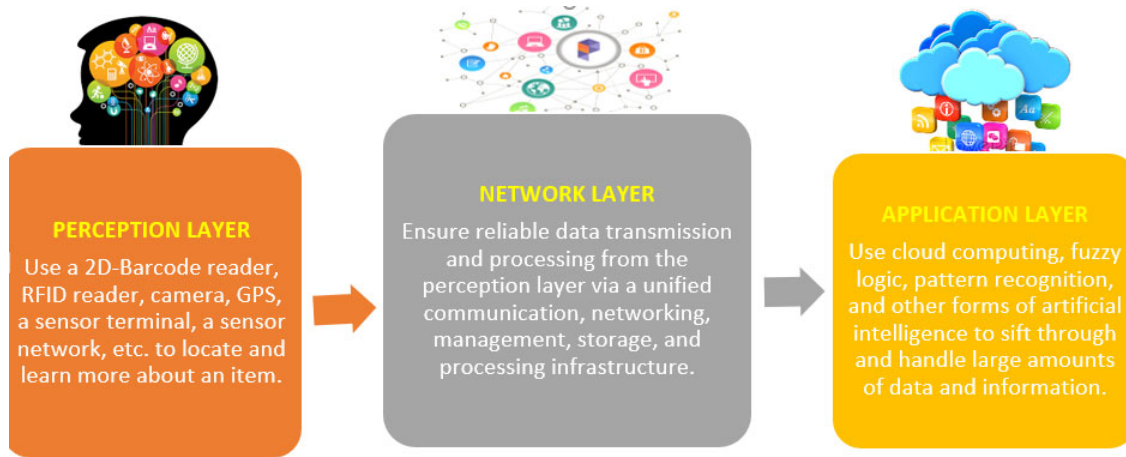 PERCEPTION LAYER
Use a 2D-Barcode reader,
RFID reader, camera, GPS,
a sensor terminal, a sensor
network, etc. to locate and
learn more about an item.
NETWORK LAYER
Ensure reliable data transmission
and processing from the
perception layer via a unified
communication, networking,
management, storage, and
processing infrastructure.
APPLICATION LAYER
Use cloud computing, fuzzy
logic, pattern recognition,
and other forms of artificial
intelligence to sift through
and handle large amounts
of data and information.
Aa
Aa